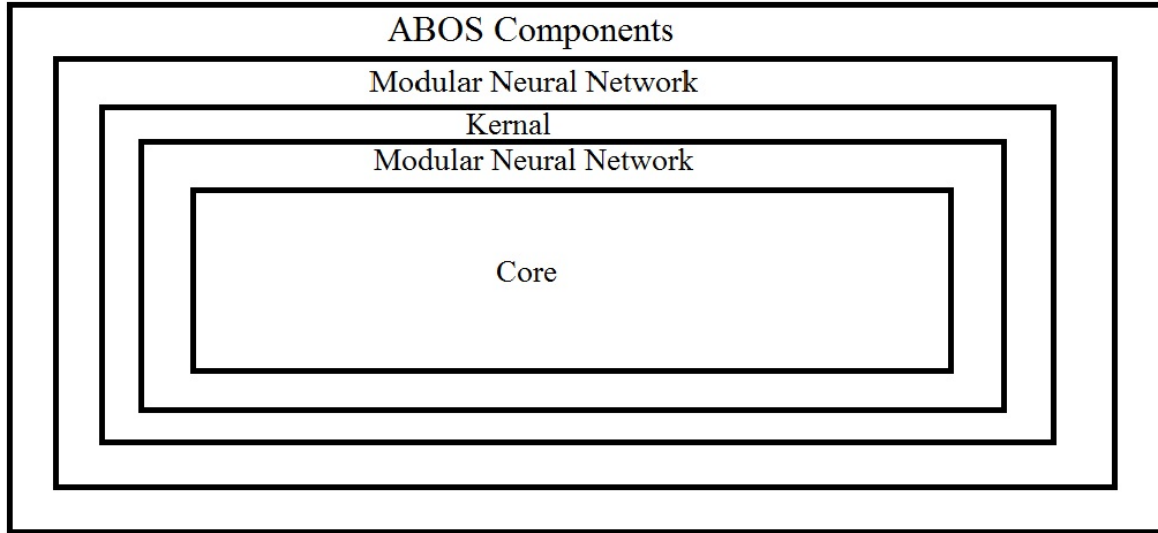 ABOS Components
Modular Neural Network
Kernal
Modular Neural Network
Core